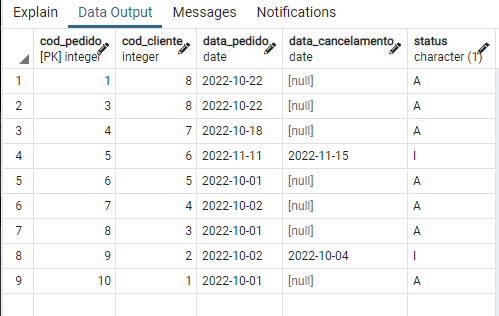 Explain Data Output Messages Notifications
cod_pedido cod_cliente data_pedido data_cancelamento status
[PK] integer integer date date character (1)
1 1 8 2022-10-22 [null] A
2 3 8 2022-10-22 [null] A
3 4 7 2022-10-18 [null] A
4 5 6 2022-11-11 2022-11-15 I
5 6 5 2022-10-01 [null] A
6 7 4 2022-10-02 [null] A
7 8 3 2022-10-01 [null] A
8 9 2 2022-10-02 2022-10-04 I
9 10 1 2022-10-01 [null] A